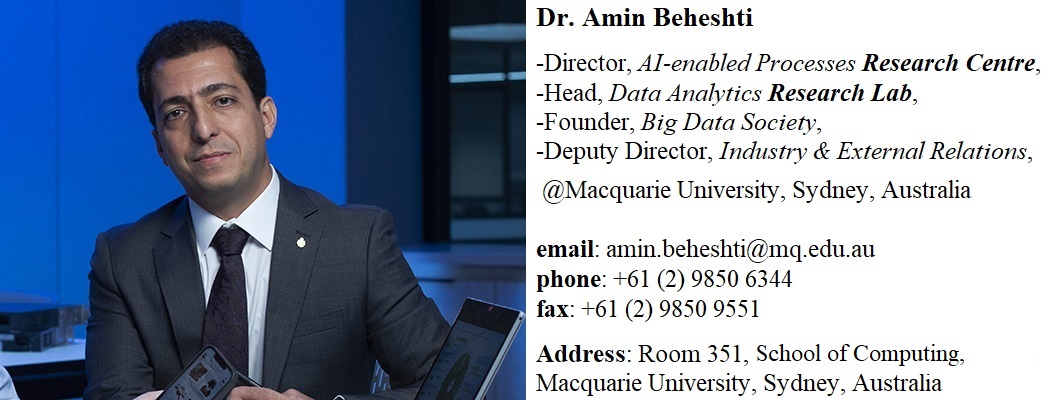 Dr. Amin Beheshti
-Director, AI-enabled Processes Research Centre,
-Head, Data Analytics Research Lab,
-Founder, Big Data Society,
-Deputy Director, Industry & External Relations,
@Macquarie University, Sydney, Australia
email: amin.beheshti@mq.edu.au
phone: +61 (2) 9850 6344
fax: +61 (2) 9850 9551
Address: Room 351, School of Computing,
Macquarie University, Sydney, Australia